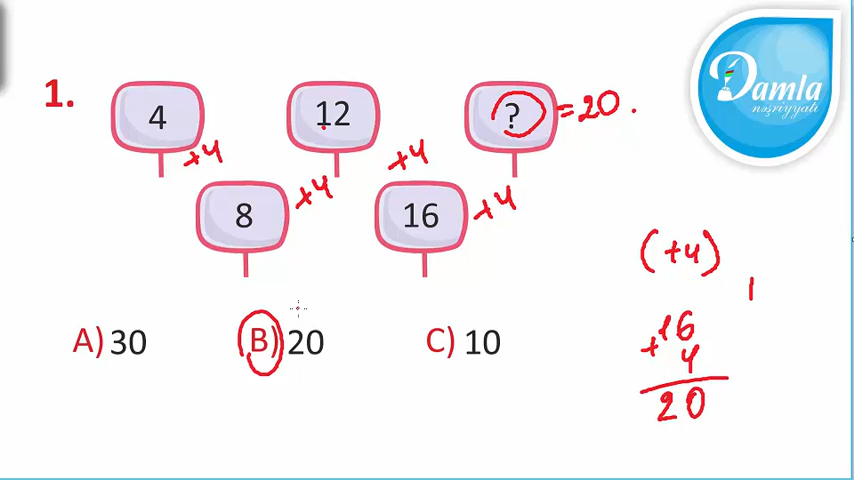 1.
4 12 ? = 20.
+4 +4 +4 +4
8 16
(+4)
A) 30 B) 20 C) 10
16
+ 4
20
Damla
nəşriyyatı